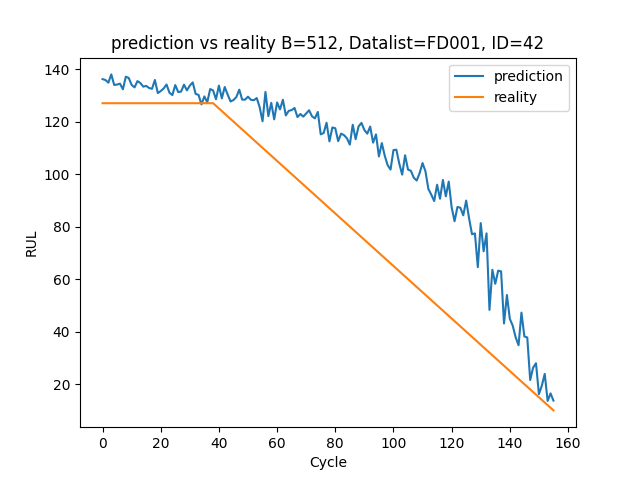 prediction vs reality B=512, Datalist=FD001, ID=42
prediction
reality
RUL
140
120
100
80
60
40
20
0 20 40 60 80 100 120 140 160
Cycle